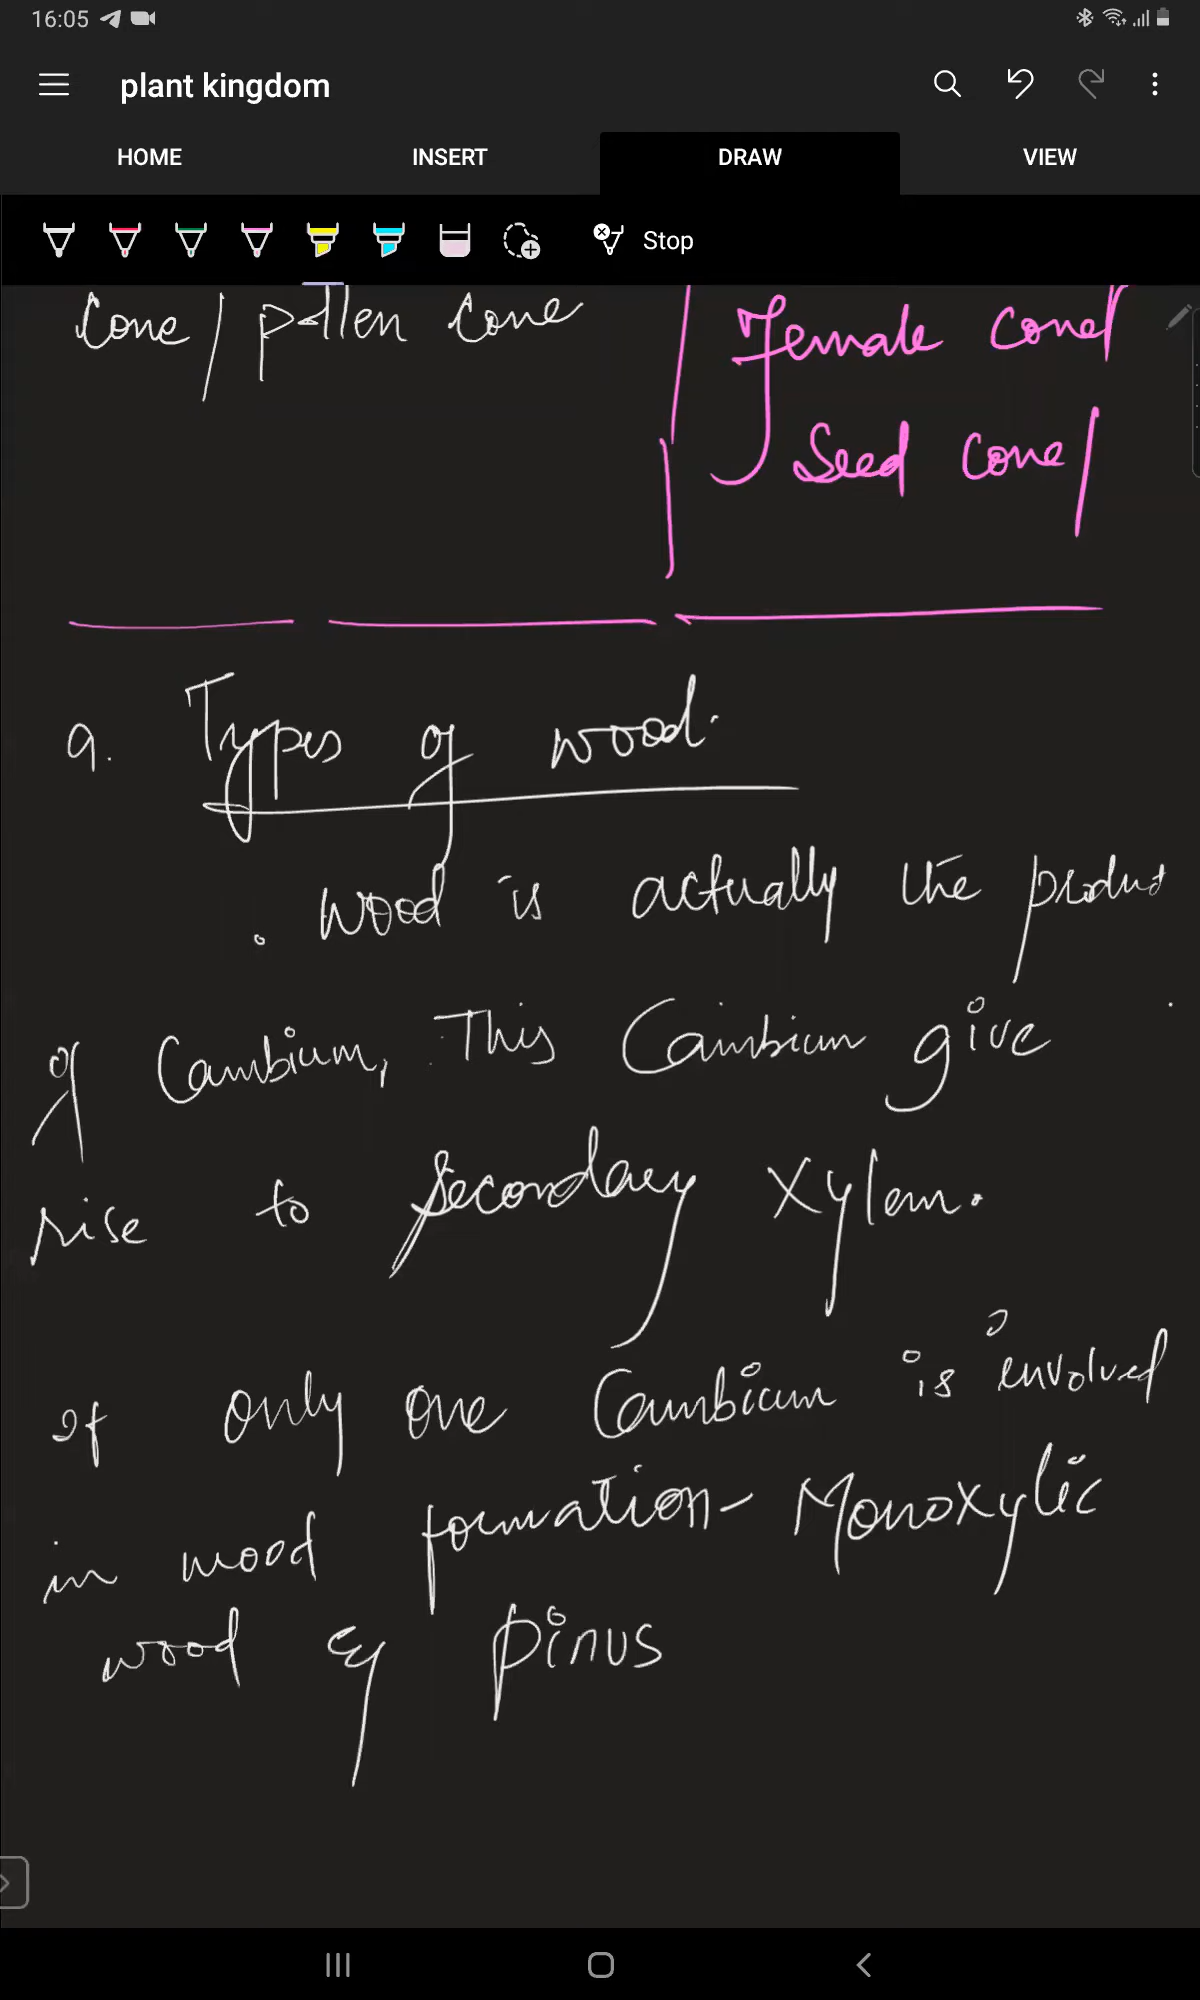 16:05
plant kingdom
HOME INSERT DRAW VIEW
Stop
Cone / pollen cone
Female cone/
Seed cone/
9. Types of wood.
. Wood is actually the product
of Cambium, This Cambium give
rise to Secondary Xylem.
If only one Cambium is involved
in wood formation - Monoxylic
wood Eg Pinus